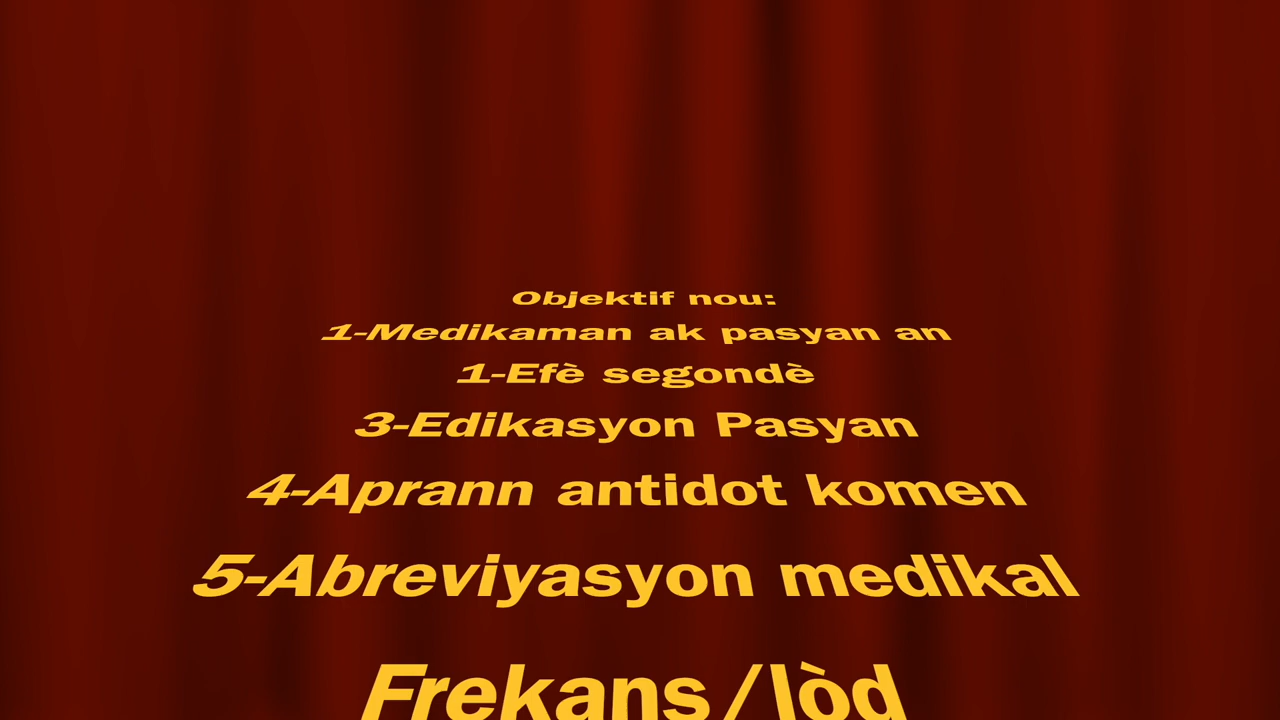 Objektif nou:
1-Medikaman ak pasyan an
1-Efè segondè
3-Edikasyon Pasyan
4-Aprann antidot komen
5-Abreviyasyon medikal
Frekans/lòd